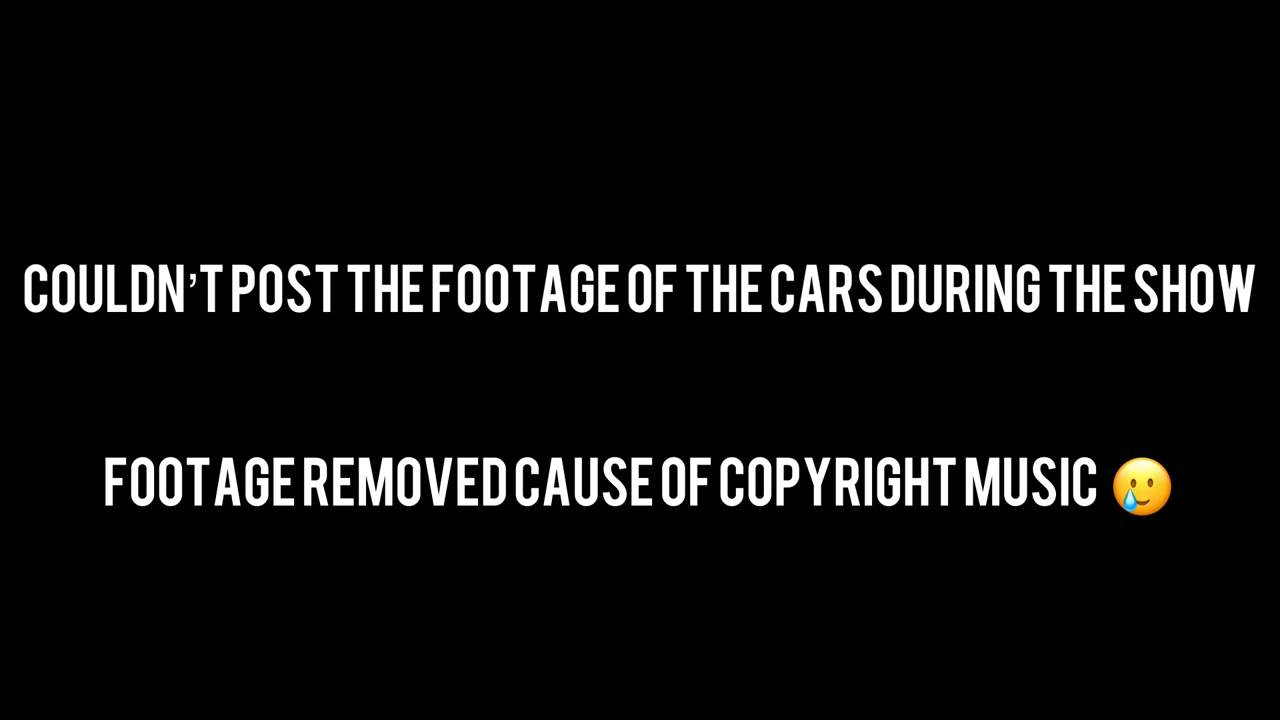 COULDN’T POST THE FOOTAGE OF THE CARS DURING THE SHOW
FOOTAGE REMOVED CAUSE OF COPYRIGHT MUSIC 🥲